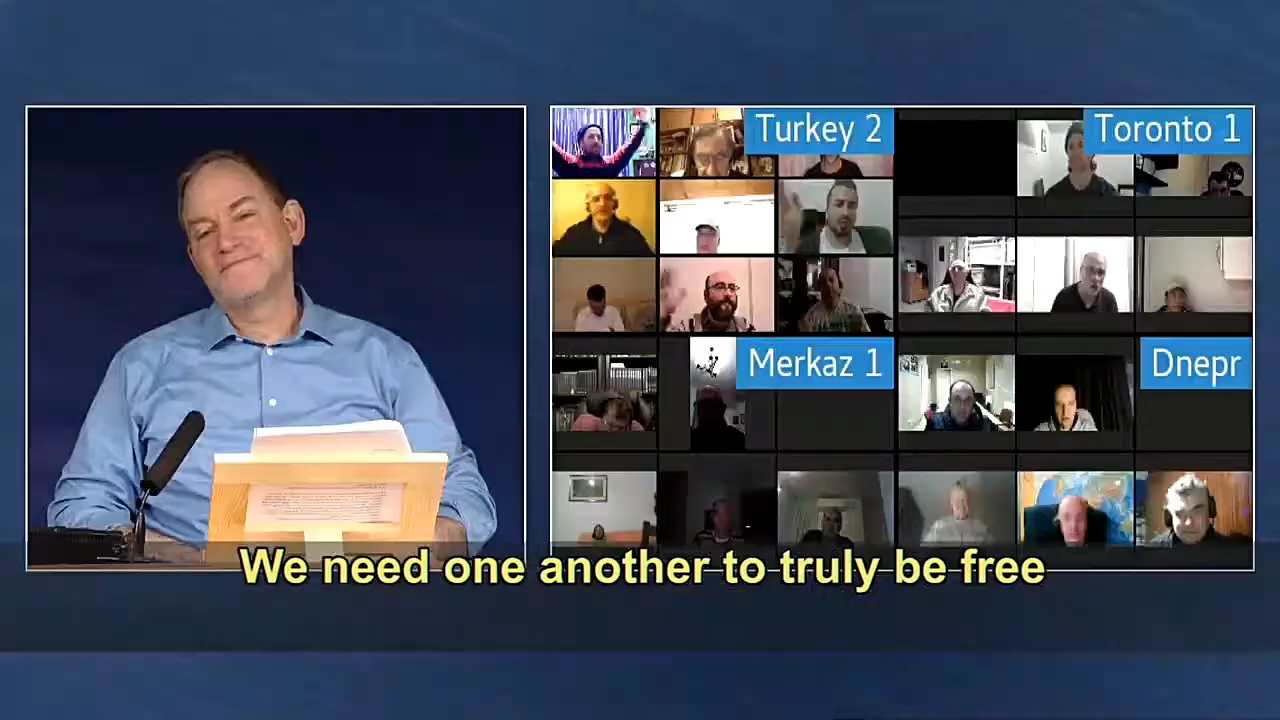 Turkey 2
Toronto 1
Merkaz 1
Dnepr
We need one another to truly be free